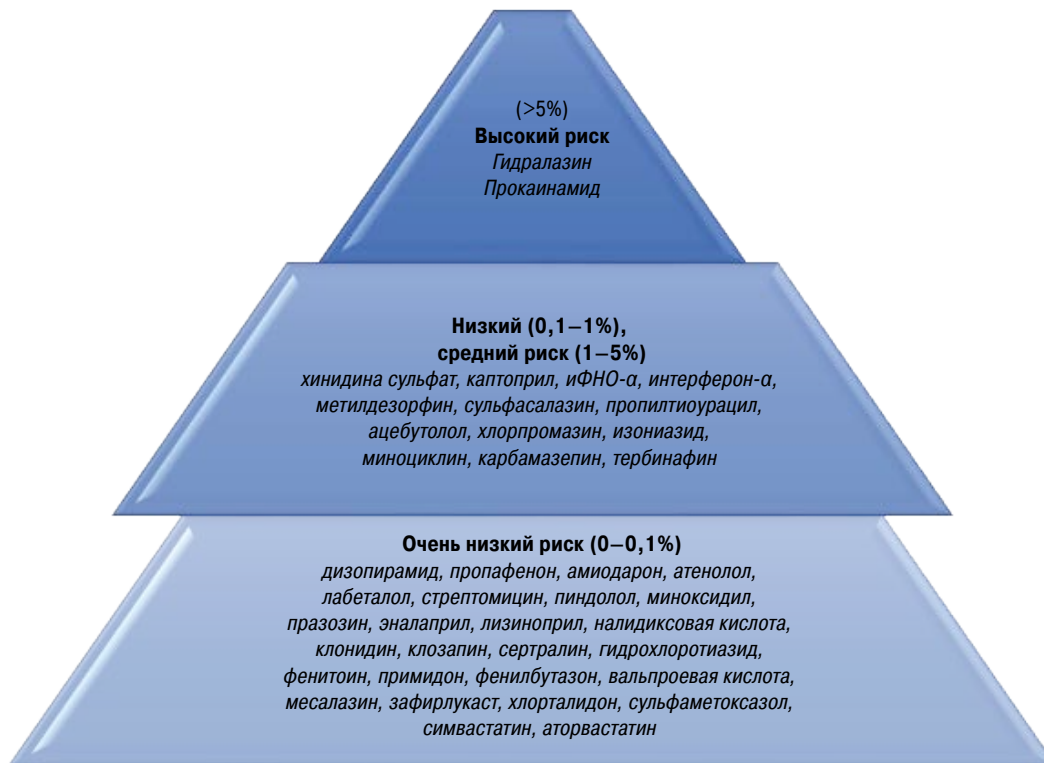 (>5%)
Высокий риск
Гидралазин
Прокаинамид
Низкий (0,1–1%),
средний риск (1–5%)
хинидина сульфат, каптоприл, иФНО-α, интерферон-α,
метилдезорфин, сульфасалазин, пропилтиоурацил,
ацебутолол, хлорпромазин, изониазид,
миноциклин, карбамазепин, тербинафин
Очень низкий риск (0–0,1%)
дизопирамид, пропафенон, амиодарон, атенолол,
лабеталол, стрептомицин, пиндолол, миноксидил,
празозин, эналаприл, лизиноприл, налидиксовая кислота,
клонидин, клозапин, сертралин, гидрохлоротиазид,
фенитоин, примидон, фенилбутазон, вальпроевая кислота,
месалазин, зафирлукаст, хлорталидон, сульфаметоксазол,
симвастатин, аторвастатин